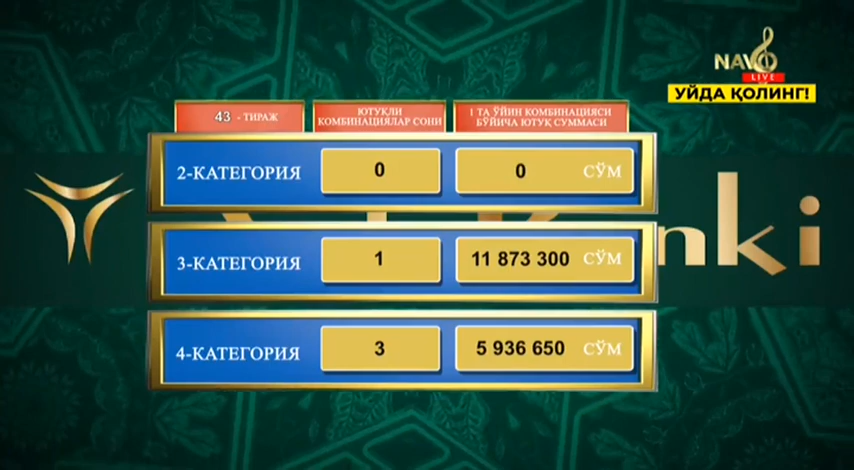 NAVO
LIVE
УЙДА ҚОЛИНГ!
43 - ТИРАЖ
ЮТУҚЛИ
КОМБИНАЦИЯЛАР СОНИ
1 ТА ЎЙИН КОМБИНАЦИЯСИ
БЎЙИЧА ЮТУҚ СУММАСИ
2-КАТЕГОРИЯ 0 0 СЎМ
3-КАТЕГОРИЯ 1 11 873 300 СЎМ
4-КАТЕГОРИЯ 3 5 936 650 СЎМ